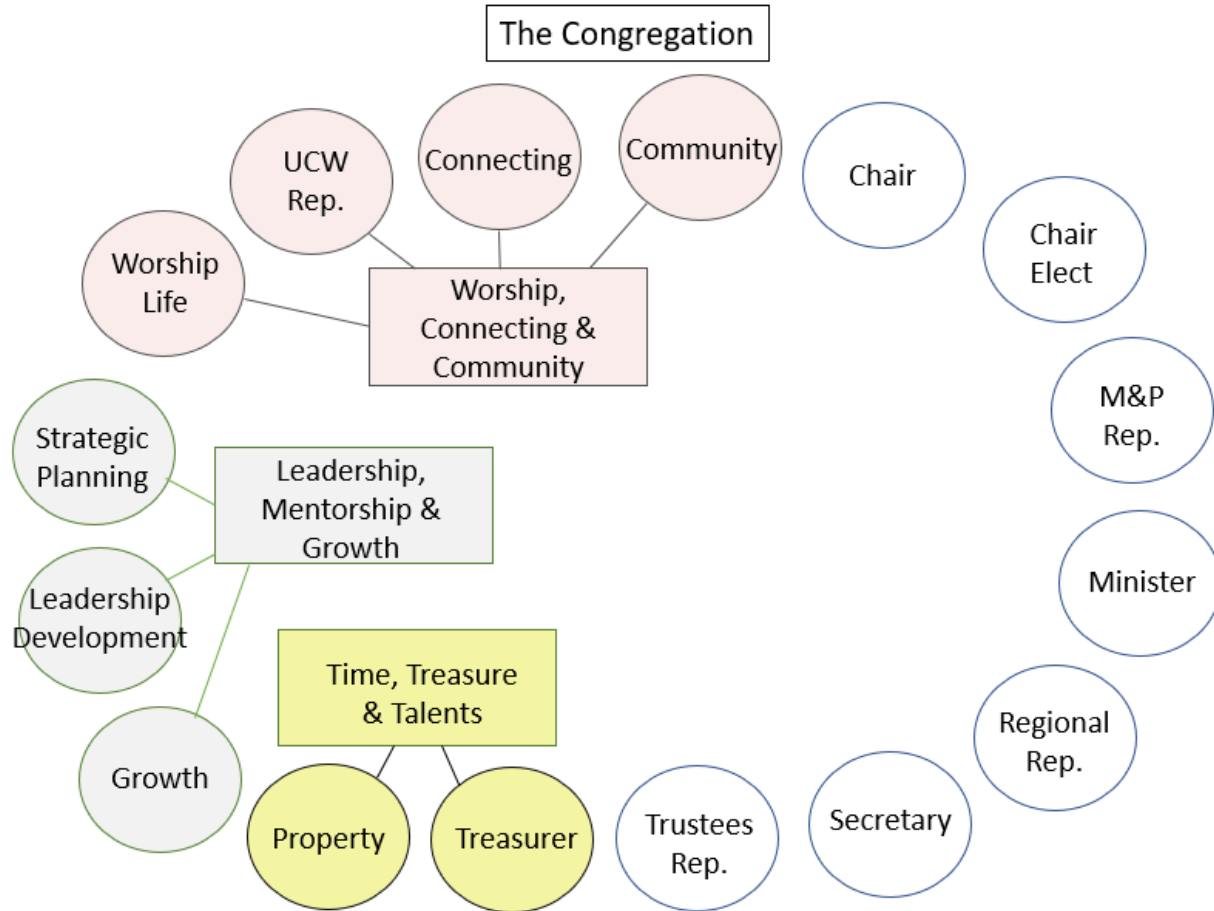 The Congregation
Community
Connecting
UCW
Rep.
Worship
Life
Worship,
Connecting &
Community
Chair
Chair
Elect
M&P
Rep.
Minister
Regional
Rep.
Secretary
Trustees
Rep.
Strategic
Planning
Leadership,
Mentorship &
Growth
Leadership
Development
Growth
Time, Treasure
& Talents
Property
Treasurer